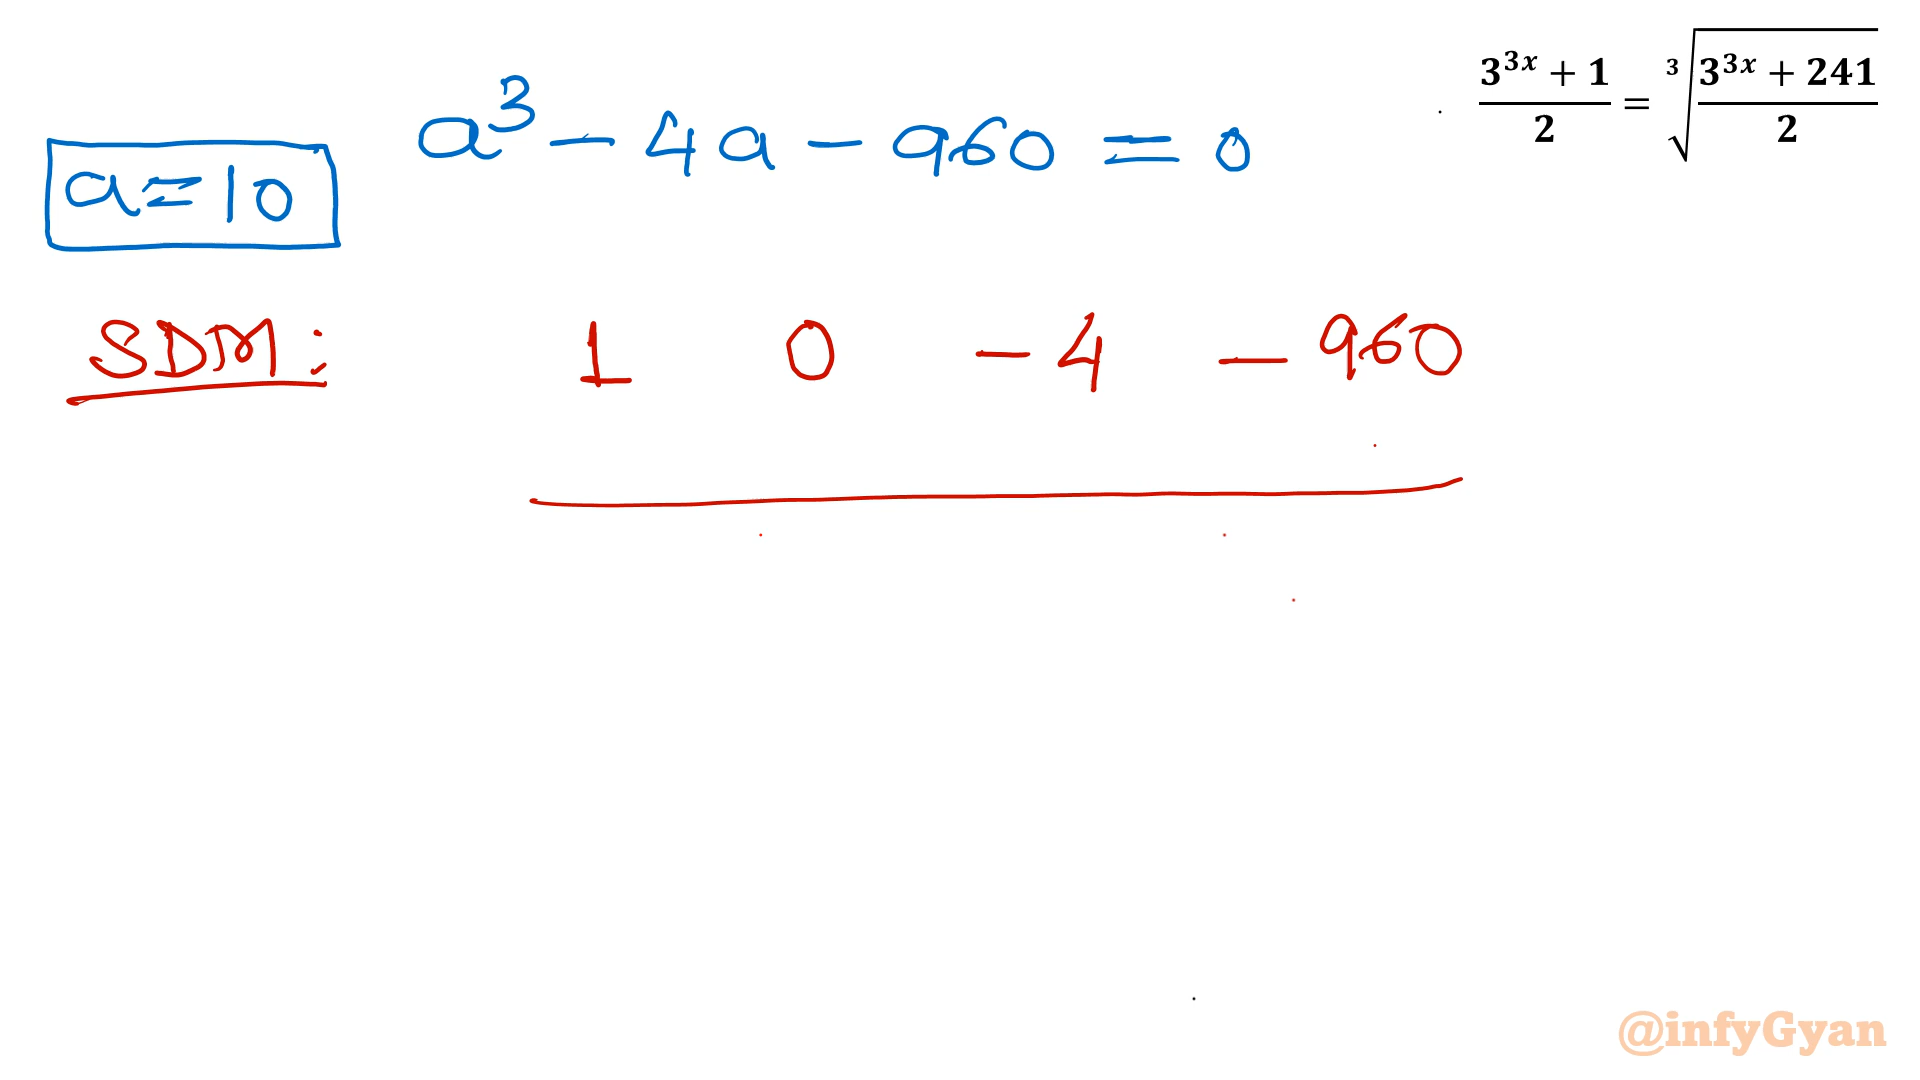 a³ - 4a - 960 = 0
(3^{3x} + 1)/2 = ∛((3^{3x} + 241)/2)
a = 10
SDM: 1 0 -4 -960
@infyGyan